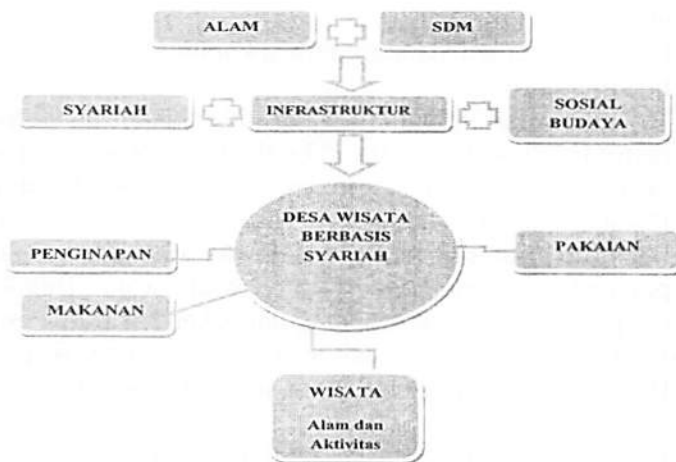 ALAM
SDM
SYARIAH
INFRASTRUKTUR
SOSIAL
BUDAYA
DESA WISATA
BERBASIS
SYARIAH
PENGINAPAN
PAKAIAN
MAKANAN
WISATA
Alam dan
Aktivitas